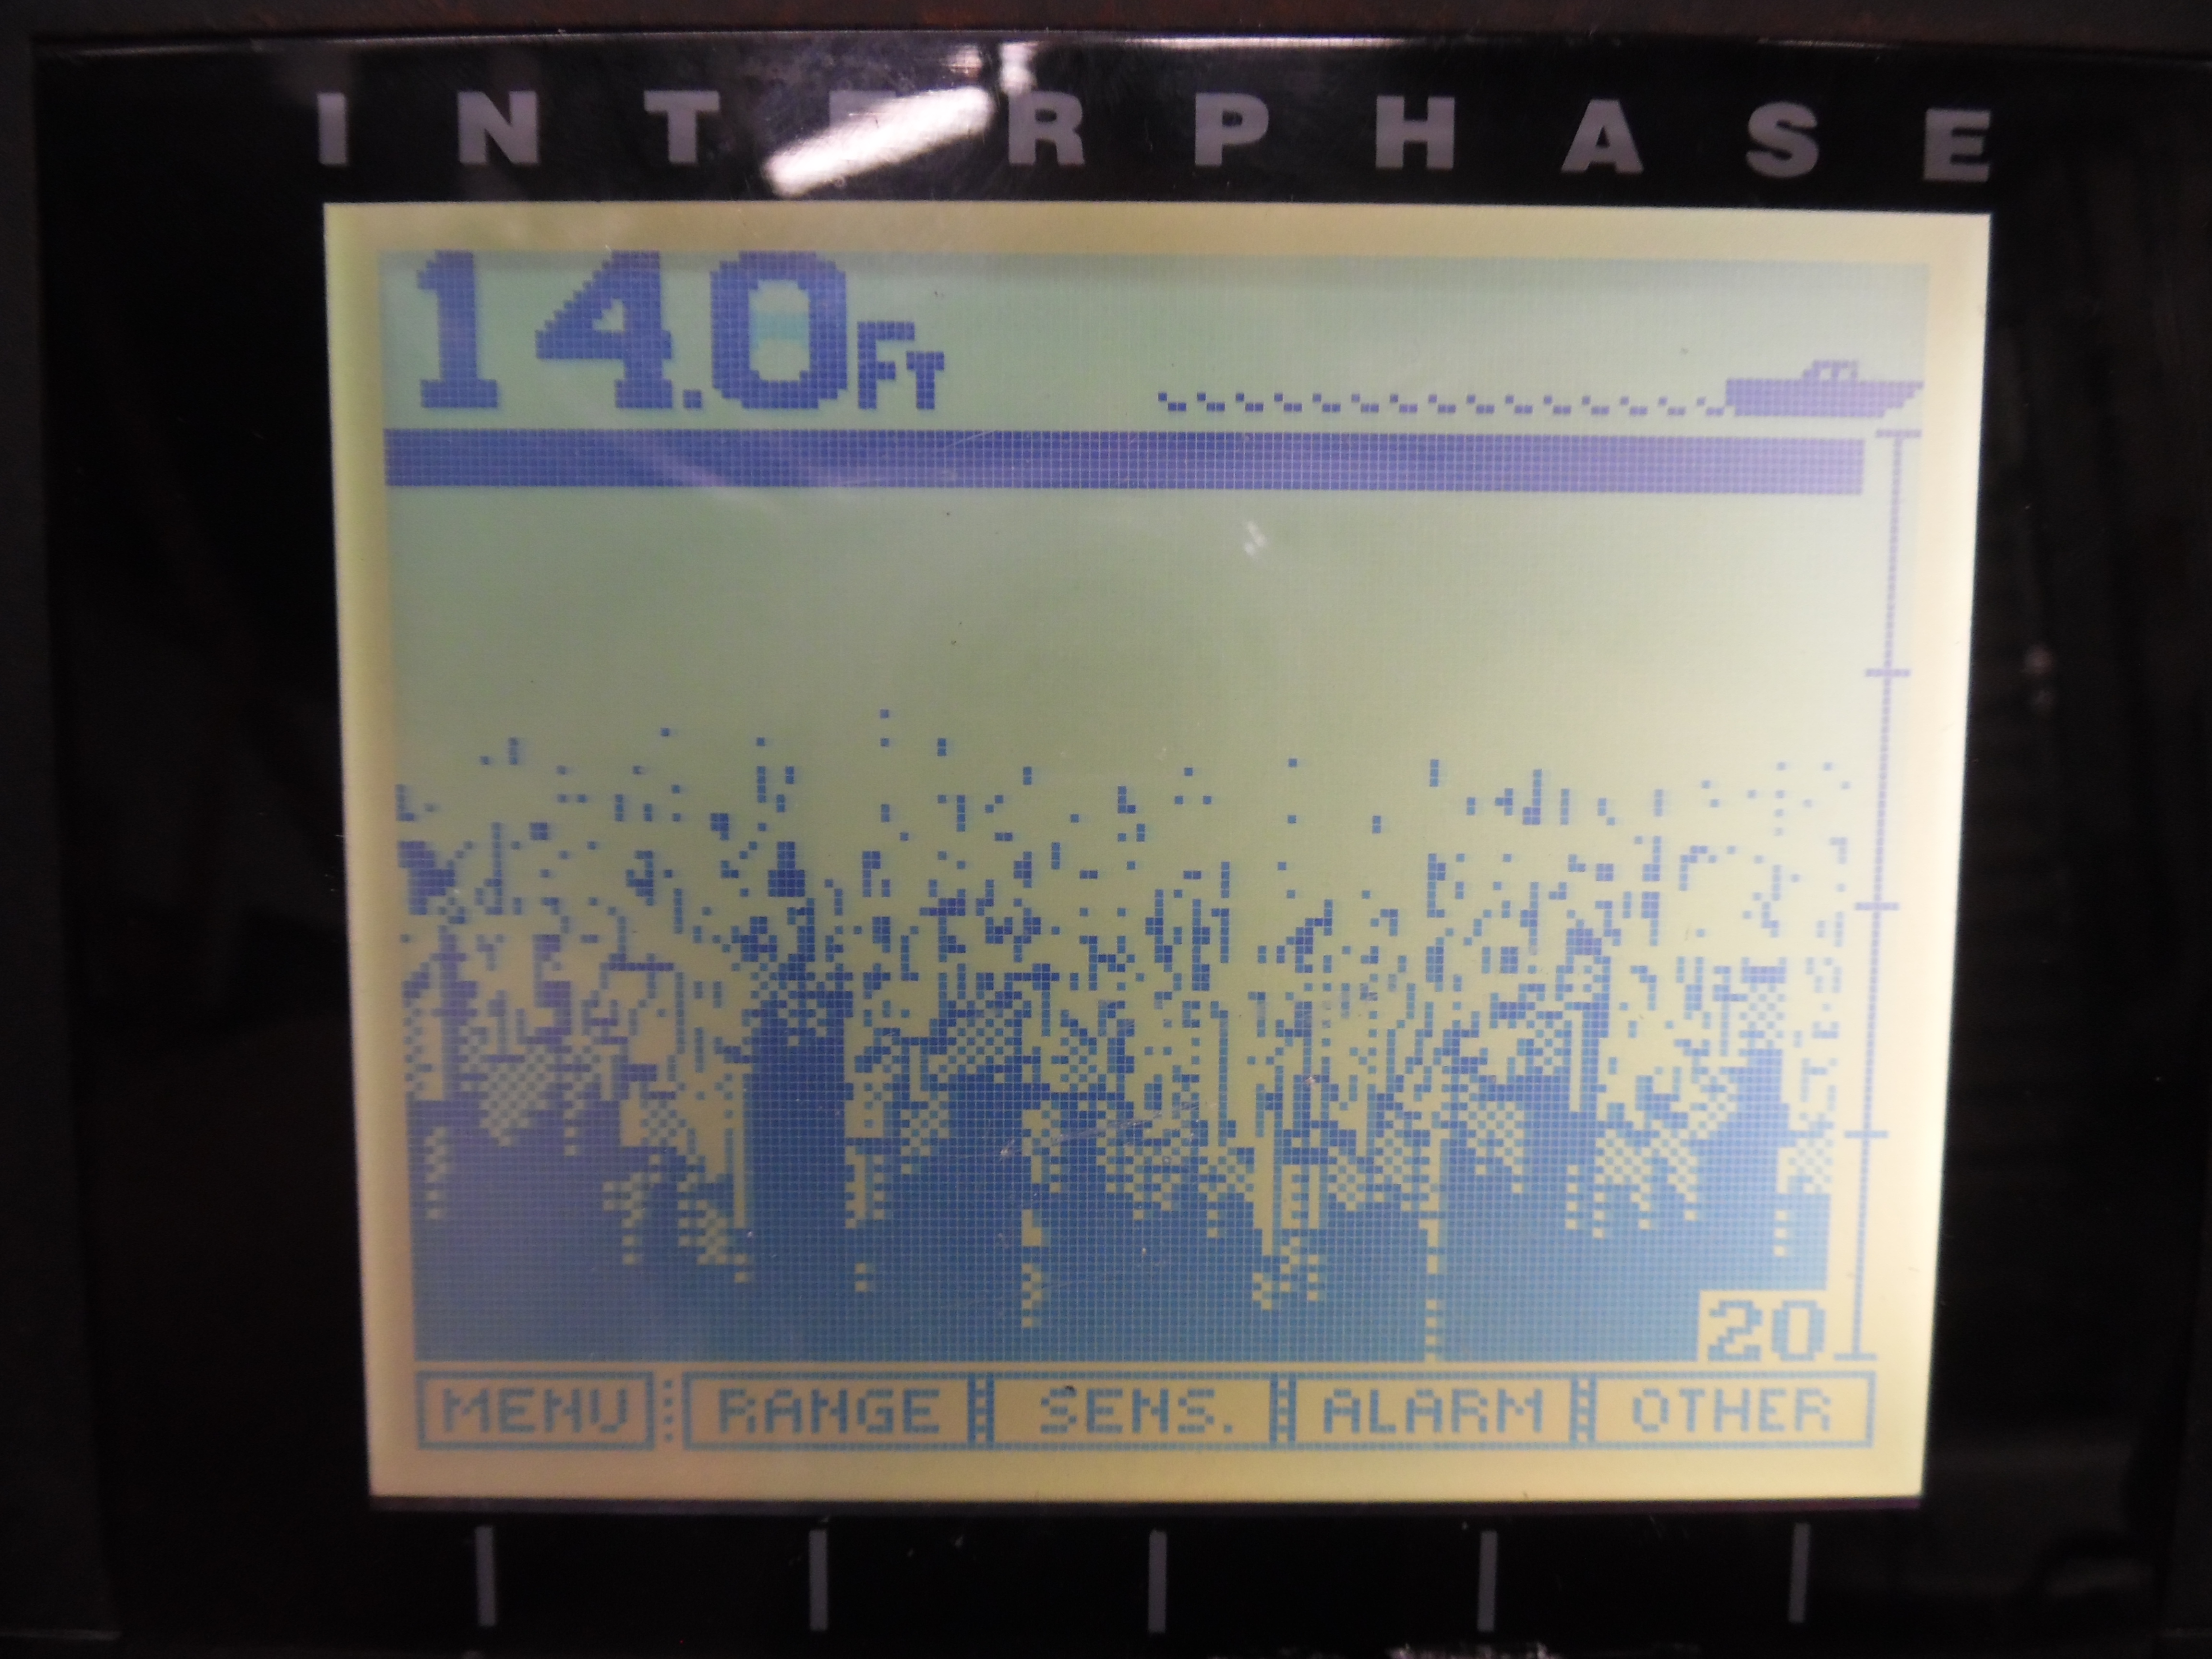 INTERPHASE
14.0FT
20
MENU RANGE SENS. ALARM OTHER